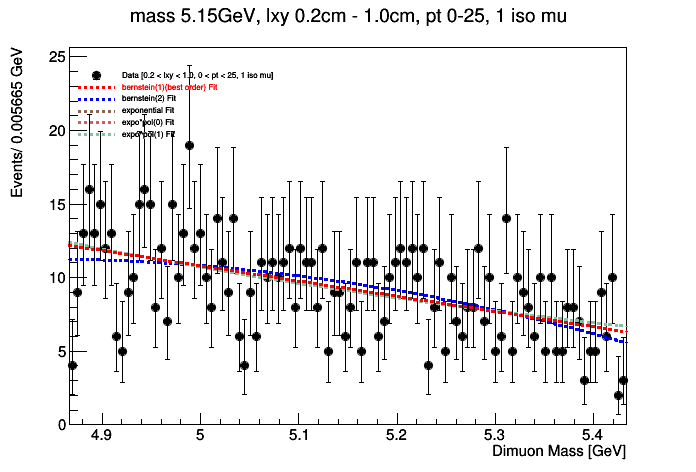 mass 5.15GeV, lxy 0.2cm - 1.0cm, pt 0-25, 1 iso mu
Events/ 0.005665 GeV
25
20
15
10
5
0
Data [0.2 < lxy < 1.0, 0 < pt < 25, 1 iso mu]
bernstein(1)(best order) Fit
bernstein(2) Fit
exponential Fit
expo*pol(0) Fit
expo*pol(1) Fit
4.9 5 5.1 5.2 5.3 5.4
Dimuon Mass [GeV]